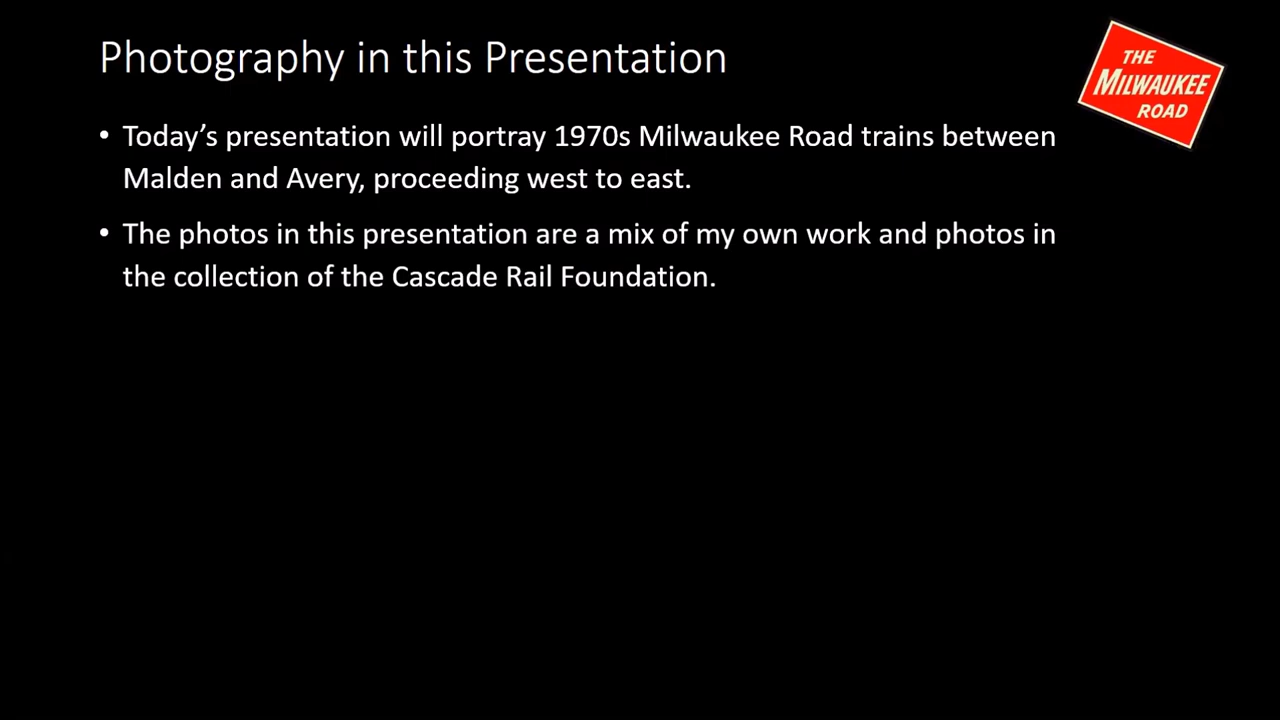 Photography in this Presentation
THE
MILWAUKEE
ROAD
• Today's presentation will portray 1970s Milwaukee Road trains between
Malden and Avery, proceeding west to east.
• The photos in this presentation are a mix of my own work and photos in
the collection of the Cascade Rail Foundation.